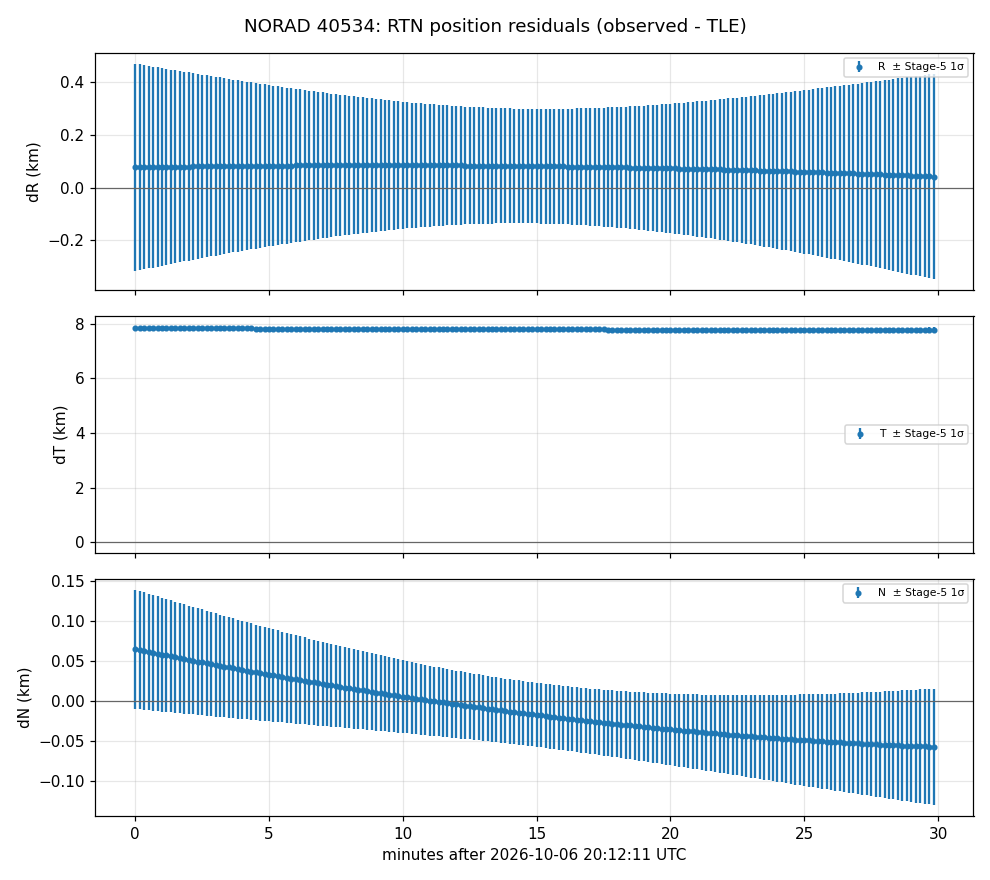 NORAD 40534: RTN position residuals (observed - TLE)
dR (km)
0.4
0.2
0.0
−0.2
R ± Stage-5 1σ
dT (km)
8
6
4
2
0
T ± Stage-5 1σ
dN (km)
0.15
0.10
0.05
0.00
−0.05
−0.10
N ± Stage-5 1σ
0 5 10 15 20 25 30
minutes after 2026-10-06 20:12:11 UTC